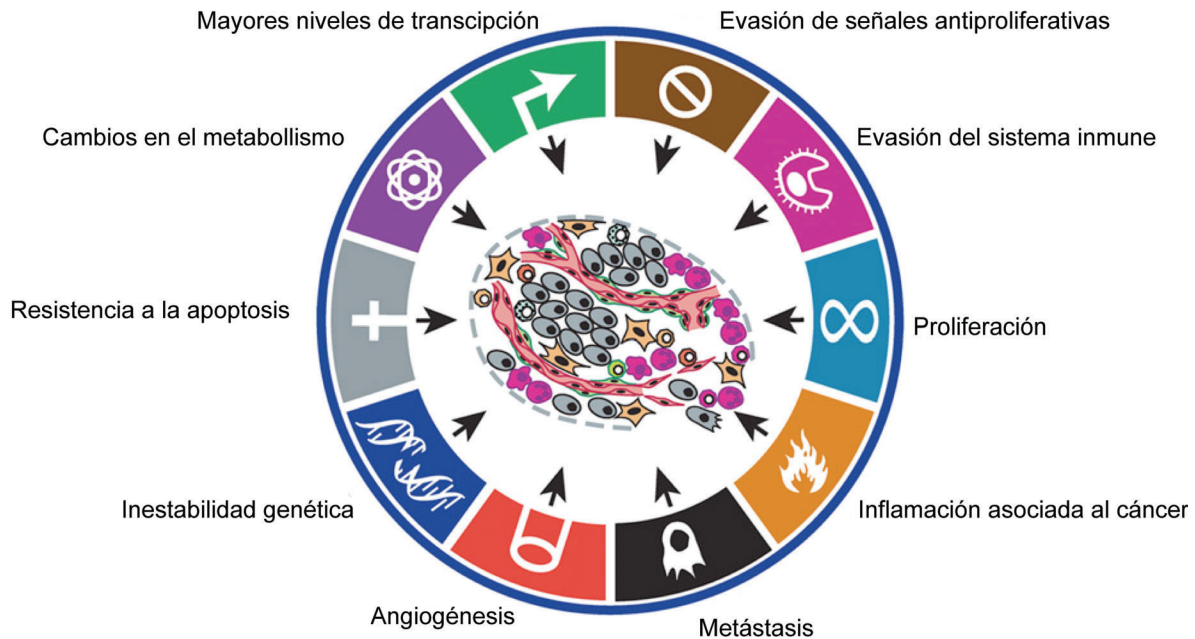 Mayores niveles de transcipción
Evasión de señales antiproliferativas
Cambios en el metabollismo
Evasión del sistema inmune
Resistencia a la apoptosis
Proliferación
Inestabilidad genética
Inflamación asociada al cáncer
Angiogénesis
Metástasis